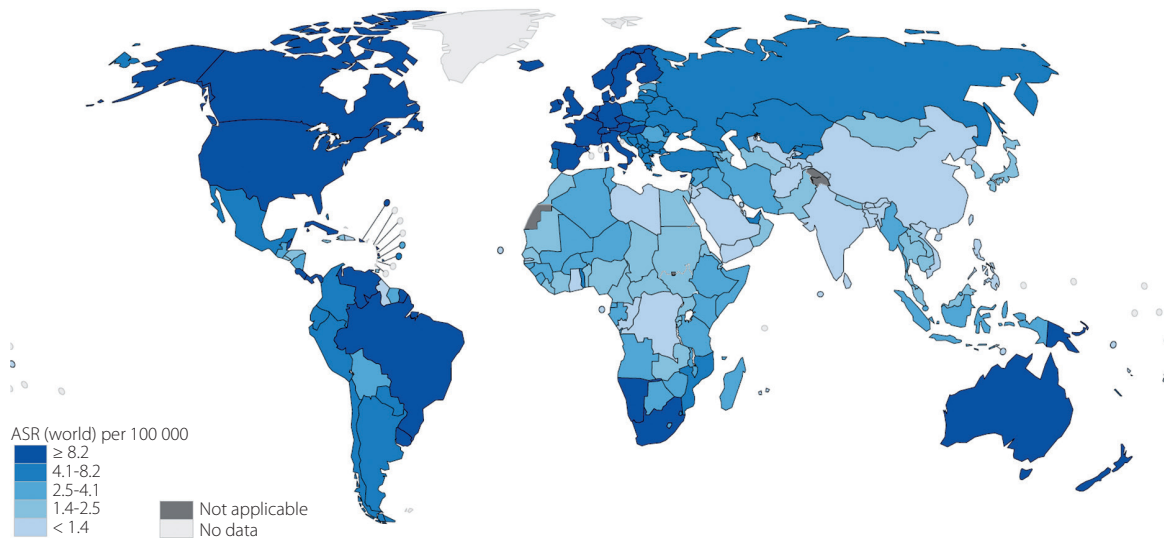 ASR (world) per 100 000
≥ 8.2
4.1-8.2
2.5-4.1
1.4-2.5
< 1.4
Not applicable
No data